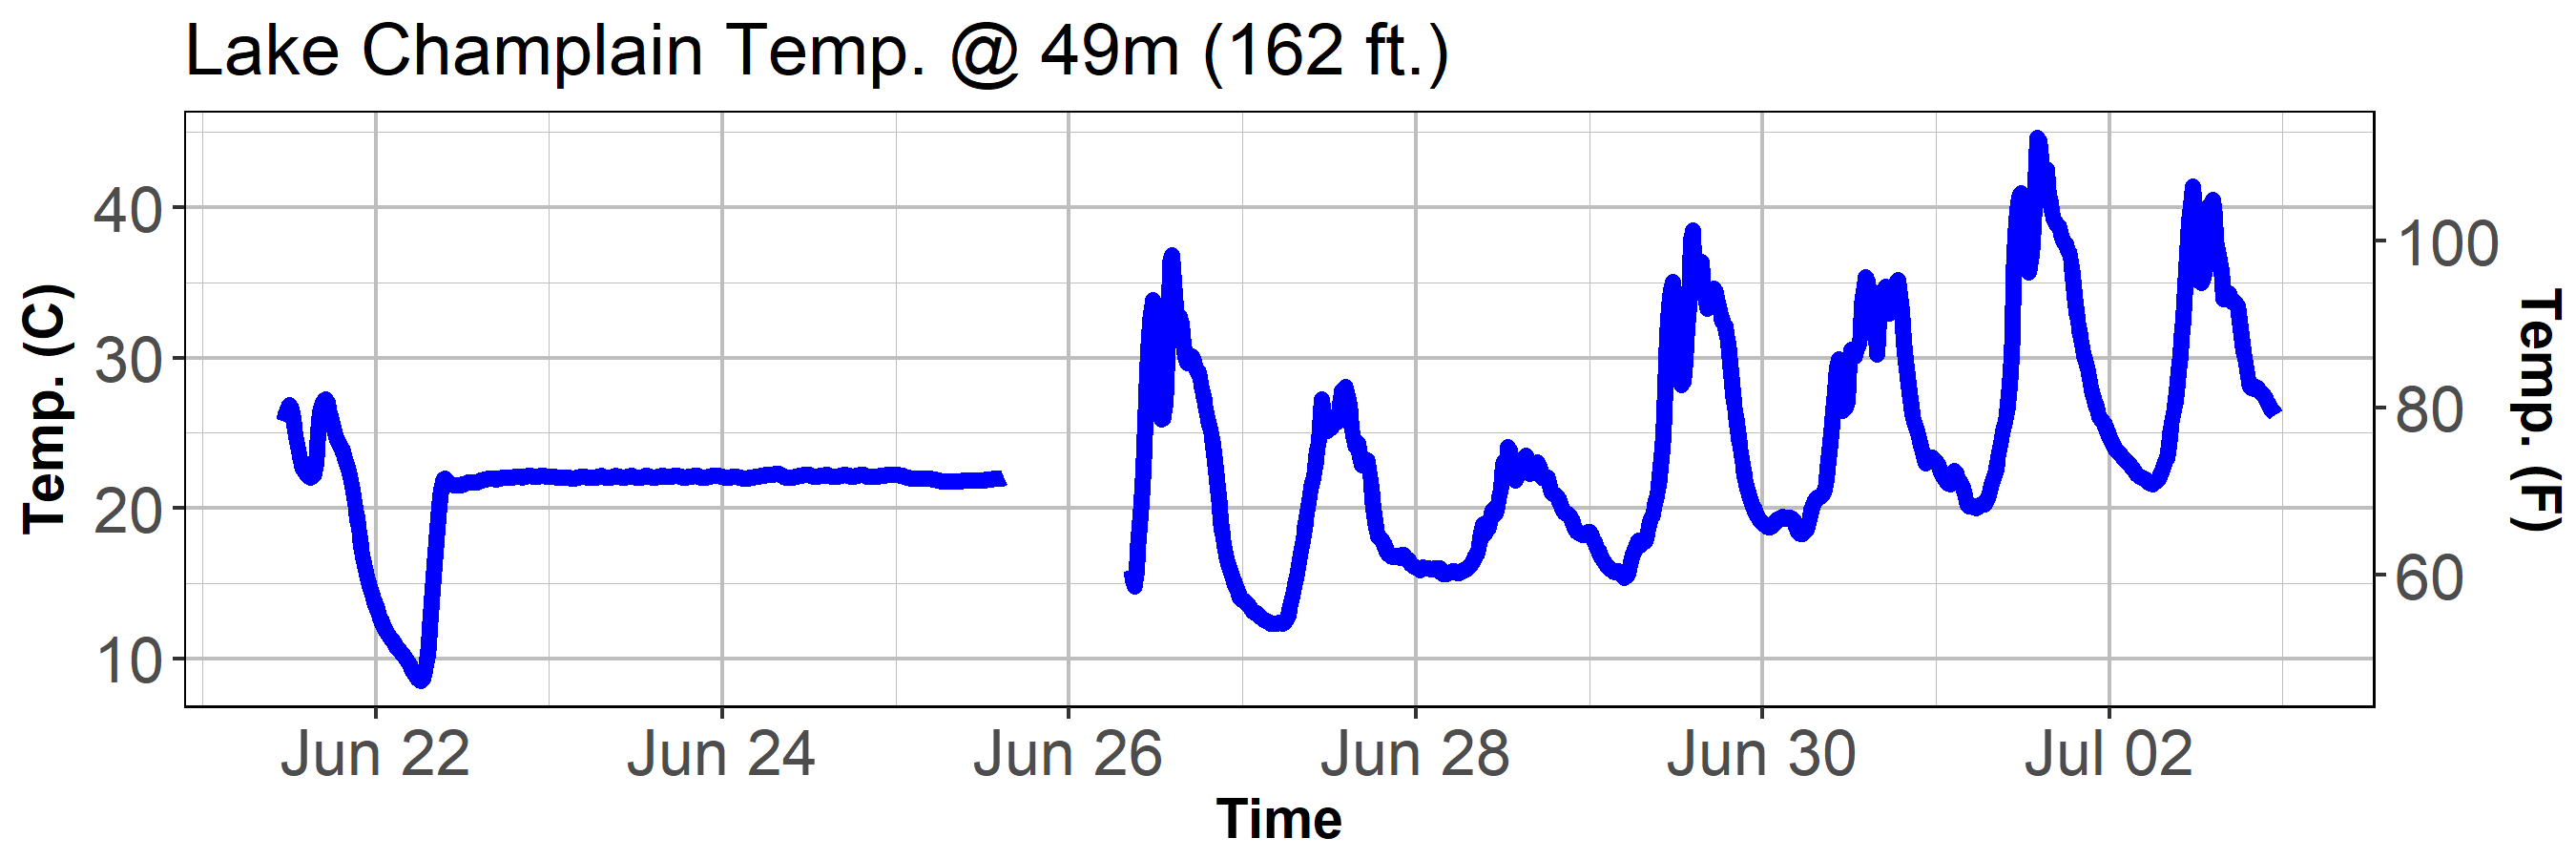 Lake Champlain Temp. @ 49m (162 ft.)
Temp. (C)
40
30
20
10
100
80
60
Temp. (F)
Jun 22 Jun 24 Jun 26 Jun 28 Jun 30 Jul 02
Time